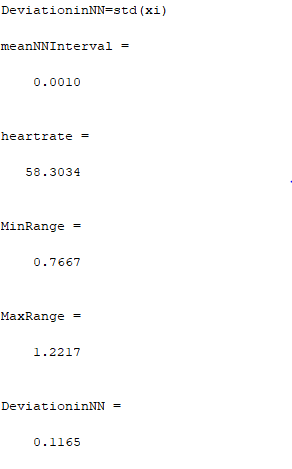 DeviationinNN=std(xi)
meanNNInterval =
0.0010
heartrate =
58.3034
MinRange =
0.7667
MaxRange =
1.2217
DeviationinNN =
0.1165